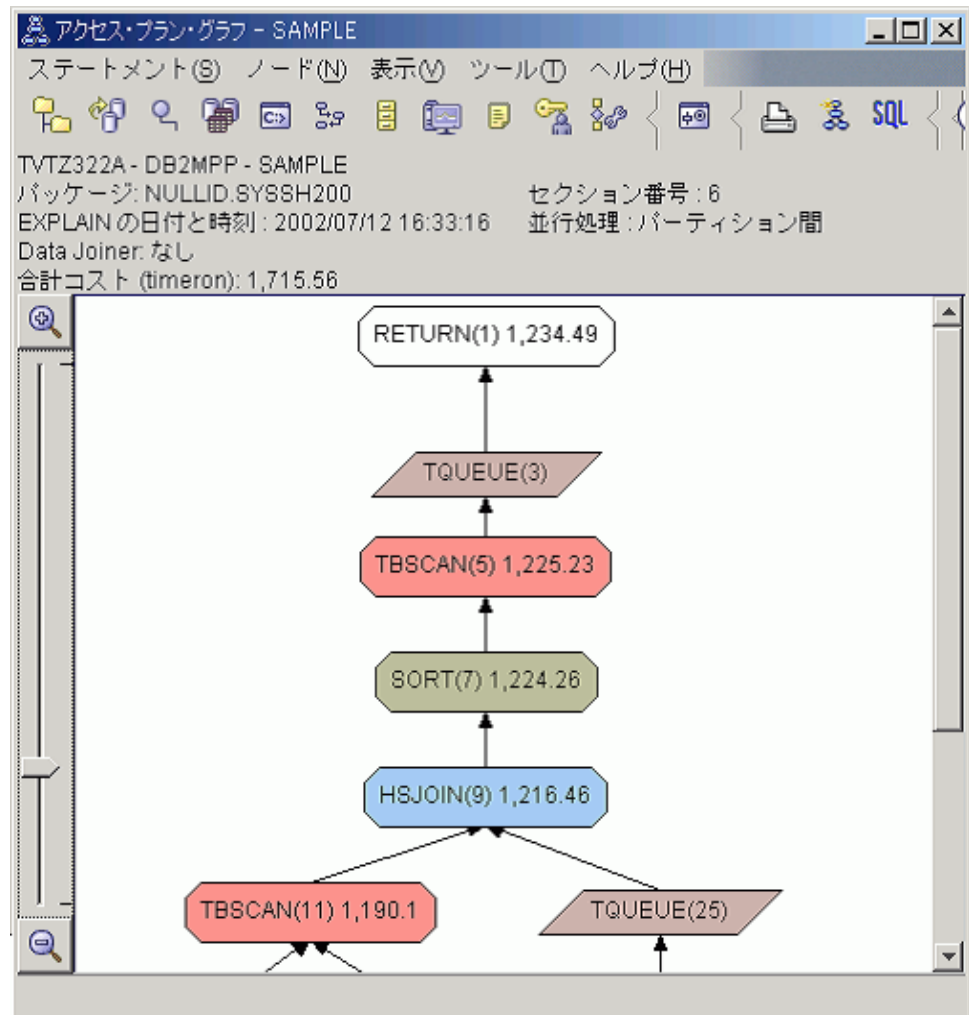 アクセス・プラン・グラフ - SAMPLE
ステートメント(S) ノード(N) 表示(V) ツール(T) ヘルプ(H)
SQL
TVTZ322A - DB2MPP - SAMPLE
パッケージ: NULLID.SYSSH200 セクション番号 : 6
EXPLAIN の日付と時刻 : 2002/07/12 16:33:16 並行処理 : パーティション間
Data Joiner: なし
合計コスト (timeron): 1,715.56
RETURN(1) 1,234.49
TQUEUE(3)
TBSCAN(5) 1,225.23
SORT(7) 1,224.26
HSJOIN(9) 1,216.46
TBSCAN(11) 1,190.1
TQUEUE(25)